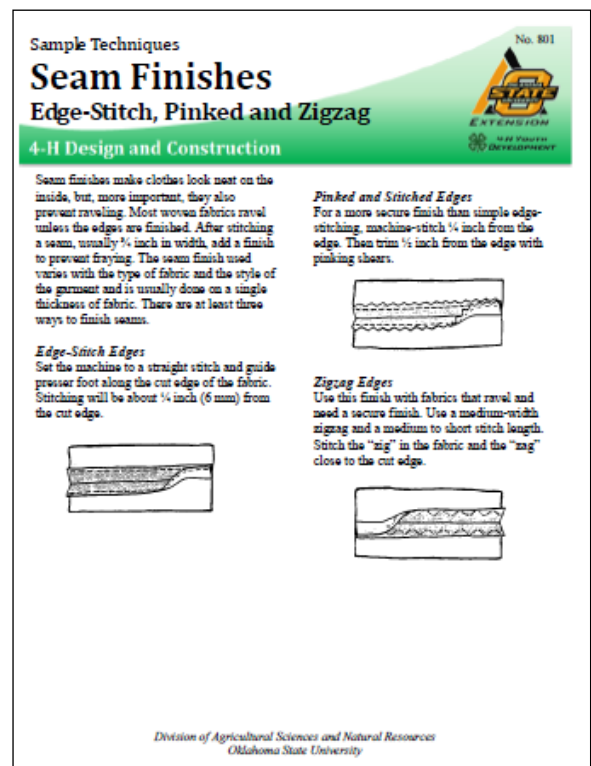 Sample Techniques
No. 801
Seam Finishes
Edge-Stitch, Pinked and Zigzag
4-H Design and Construction
STATE
EXTENSION
4-H YOUTH
DEVELOPMENT
Seam finishes make clothes look neat on the
inside, but, more important, they also
prevent raveling. Most woven fabrics ravel
unless the edges are finished. After stitching
a seam, usually ⅝ inch in width, add a finish
to prevent fraying. The seam finish used
varies with the type of fabric and the style of
the garment and is usually done on a single
thickness of fabric. There are at least three
ways to finish seams.
Edge-Stitch Edges
Set the machine to a straight stitch and guide
presser foot along the cut edge of the fabric.
Stitching will be about ¼ inch (6 mm) from
the cut edge.
Pinked and Stitched Edges
For a more secure finish than simple edge-
stitching, machine-stitch ¼ inch from the
edge. Then trim inch from the edge with
pinking shears.
Zigzag Edges
Use this finish with fabrics that ravel and
need a secure finish. Use a medium-width
zigzag and a medium to short stitch length.
Stitch the “zig” in the fabric and the “zag”
close to the cut edge.
Division of Agricultural Sciences and Natural Resources
Oklahoma State University